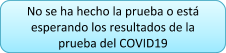 No se ha hecho la prueba o está
esperando los resultados de la
prueba del COVID19